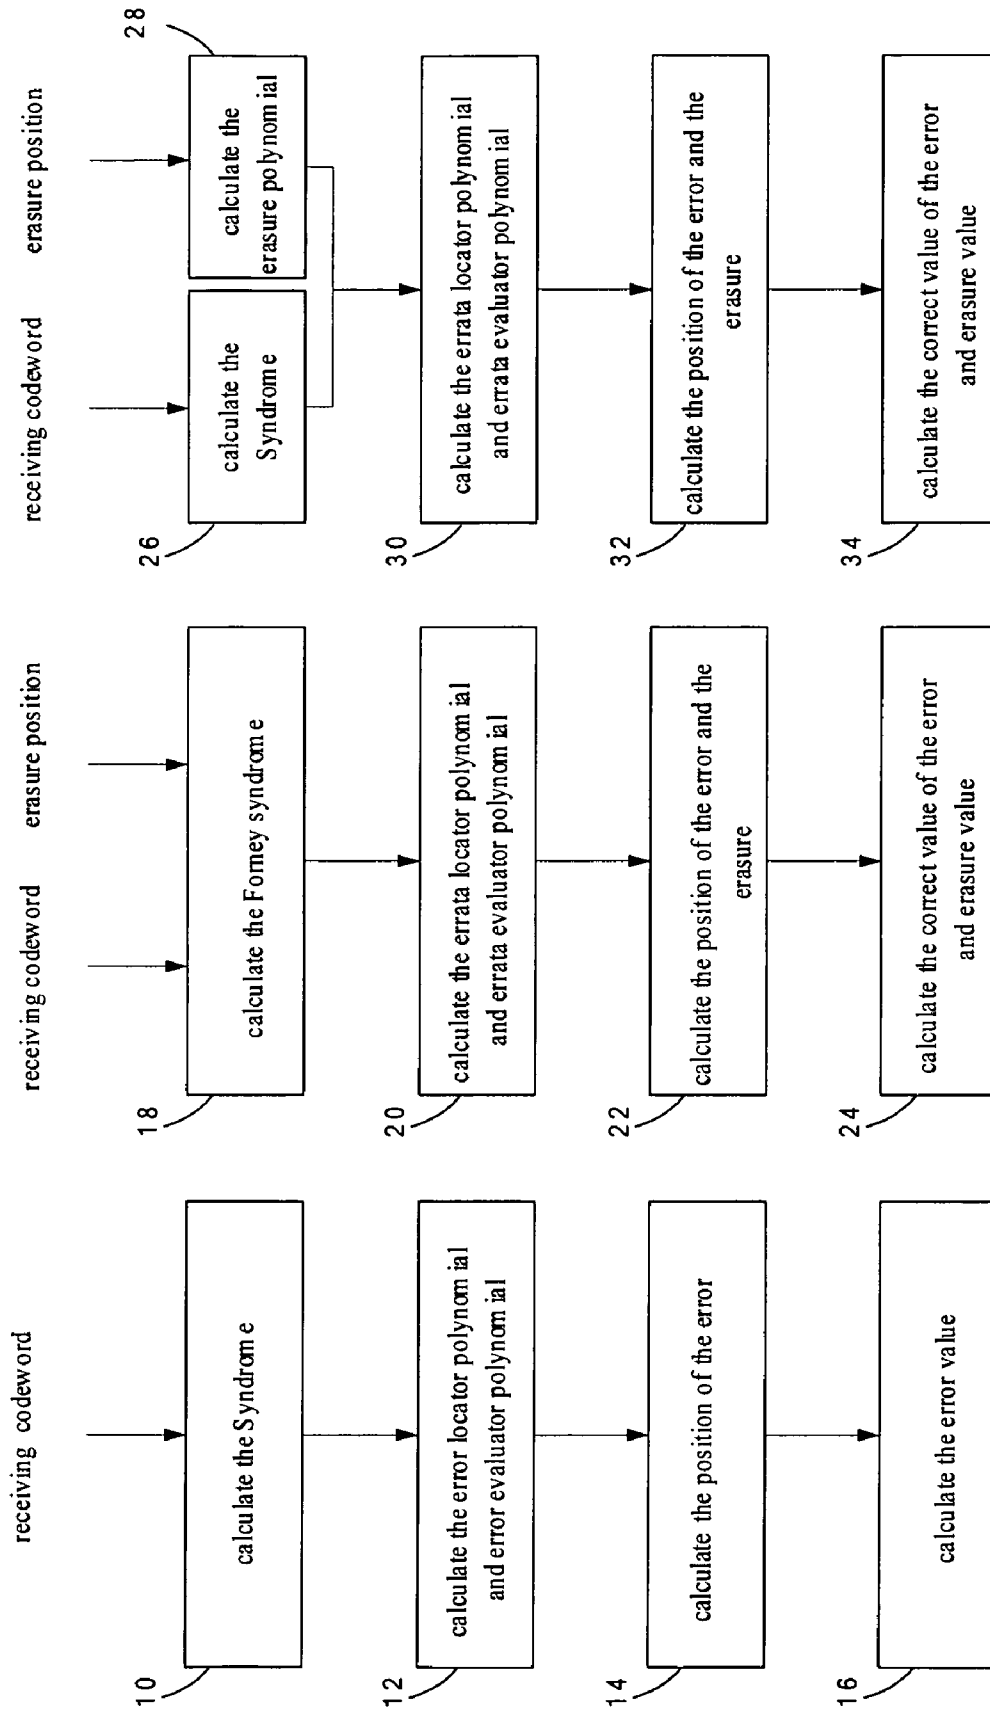 receiving codeword
10
calculate the Syndrome
12
calculate the error locator polynomial
and error evaluator polynomial
14
calculate the position of the error
16
calculate the error value
receiving codeword
erasure position
18
calculate the Forney syndrome
20
calculate the errata locator polynomial
and errata evaluator polynomial
22
calculate the position of the error and the
erasure
24
calculate the correct value of the error
and erasure value
receiving codeword
erasure position
26
calculate the
Syndrome
28
calculate the
erasure polynomial
30
calculate the errata locator polynomial
and errata evaluator polynomial
32
calculate the position of the error and the
erasure
34
calculate the correct value of the error
and erasure value